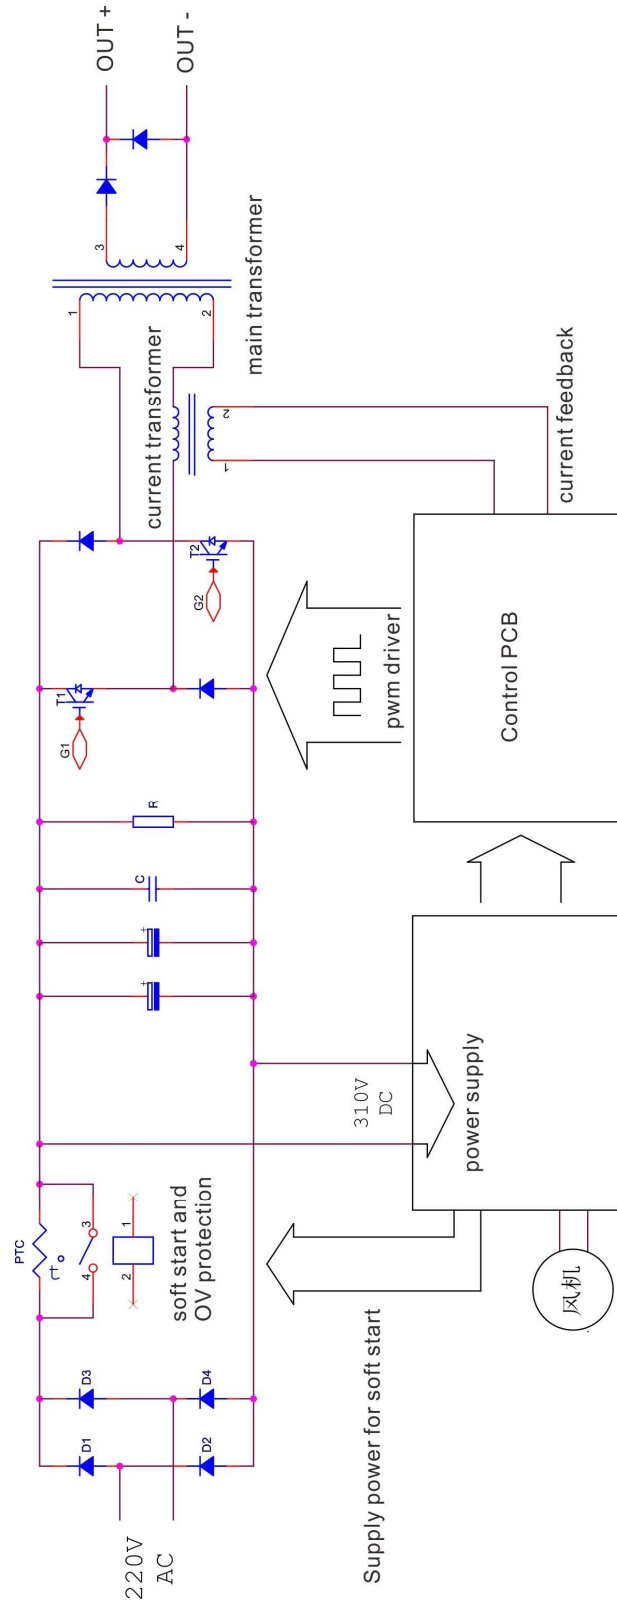 220V
AC
D1
D2
D3
D4
PTC
t°
4
3
2
1
soft start and
OV protection
Supply power for soft start
310V
DC
power supply
风机
C
R
+
+
G1
T1
G2
T2
pwm driver
Control PCB
current transformer
1
2
current feedback
main transformer
1
2
3
4
OUT +
OUT -